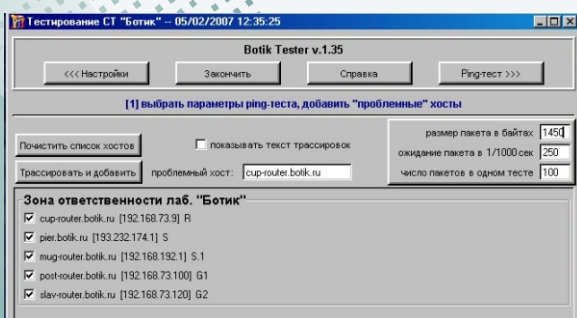 Тестирование СТ "Ботик" -- 05/02/2007 12:35:25
Botik Tester v.1.35
<<< Настройки Закончить Справка Ping-тест >>>
[1] выбрать параметры ping-теста, добавить "проблемные" хосты
размер пакета в байтах 1450
Почистить список хостов показывать текст трассировок
ожидание пакета в 1/1000 сек 250
Трассировать и добавить проблемный хост: cup-router.botik.ru
число пакетов в одном тесте 100
Зона ответственности лаб. "Ботик"
cup-router.botik.ru [192.168.73.9] R
pier.botik.ru [193.232.174.1] S
mug-router.botik.ru [192.168.192.1] S.1
post-router.botik.ru [192.168.73.100] G1
slav-router.botik.ru [192.168.73.120] G2